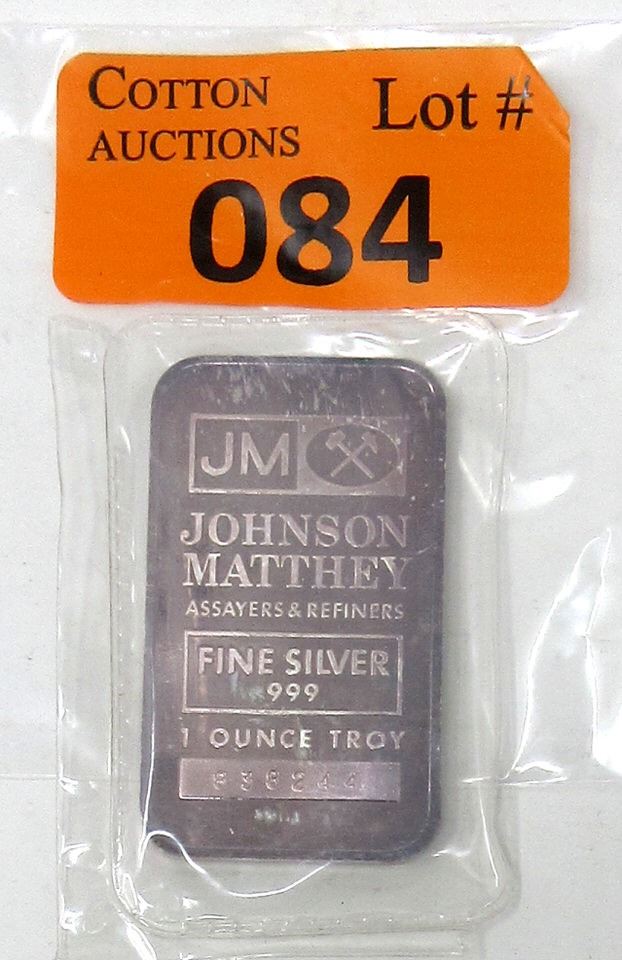 COTTON
AUCTIONS
Lot #
084
JM
JOHNSON
MATTHEY
ASSAYERS & REFINERS
FINE SILVER
999
1 OUNCE TROY